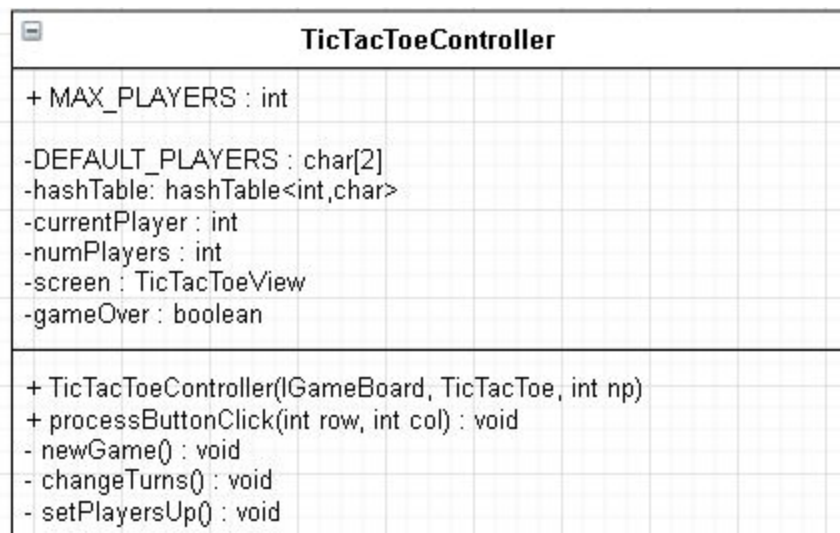 TicTacToeController
+ MAX_PLAYERS : int
-DEFAULT_PLAYERS : char[2]
-hashTable: hashTable<int,char>
-currentPlayer : int
-numPlayers : int
-screen : TicTacToeView
-gameOver : boolean
+ TicTacToeController(IGameBoard, TicTacToe, int np)
+ processButtonClick(int row, int col) : void
- newGame() : void
- changeTurns() : void
- setPlayersUp() : void